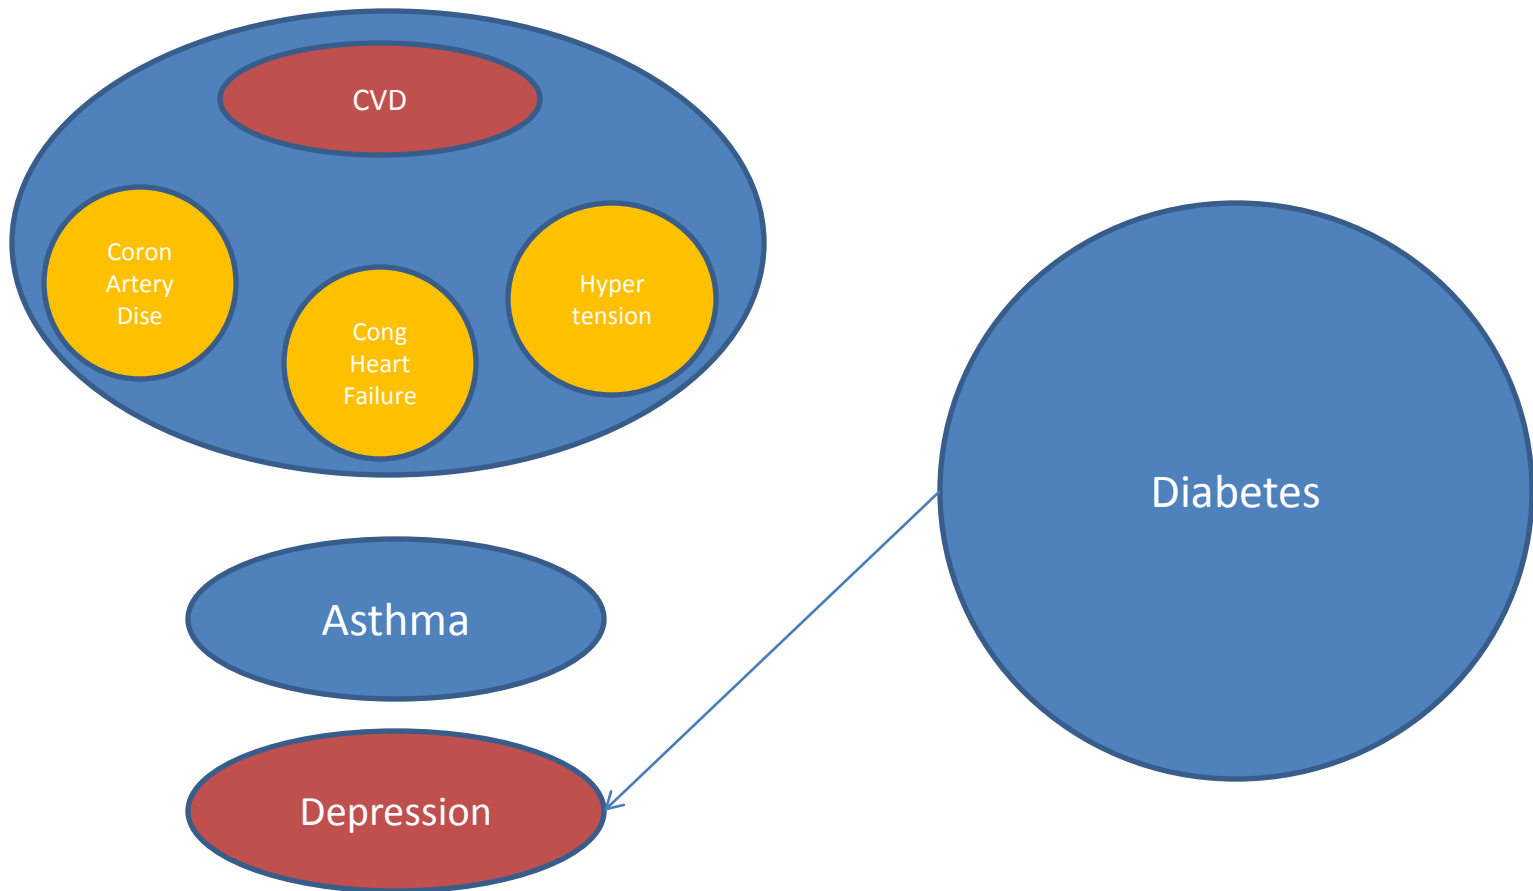 CVD
Coron
Artery
Dise
Cong
Heart
Failure
Hyper
tension
Diabetes
Asthma
Depression